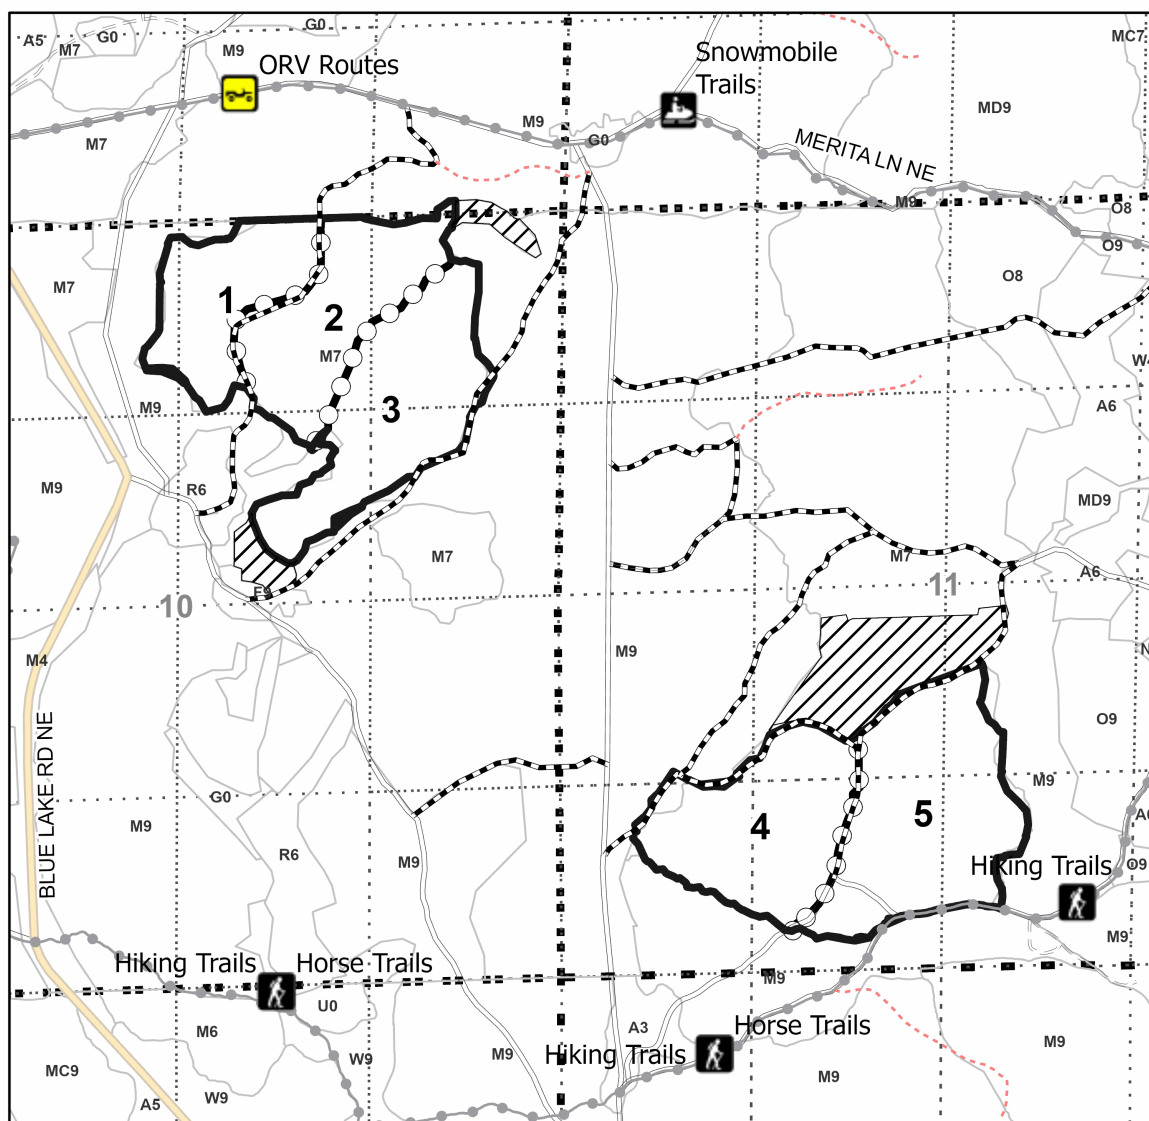 G0
A5
G0
M7
M9
MC7
Snowmobile
Trails
ORV Routes
MD9
M9
M7
G0
MERITA LN NE
M9
O8
O9
M7
O8
1
2
M7
W4
3
M9
A6
M9
R6
MD9
M7
M7
A6
11
F9
10
M9
M4
O9
BLUE LAKE RD NE
M9
G0
M9
4
5
R6
M9
Hiking Trails
O9
M9
Hiking Trails
Horse Trails
M9
U0
M6
A3
Horse Trails
Hiking Trails
M9
M9
W9
MC9
M9
W9
A5